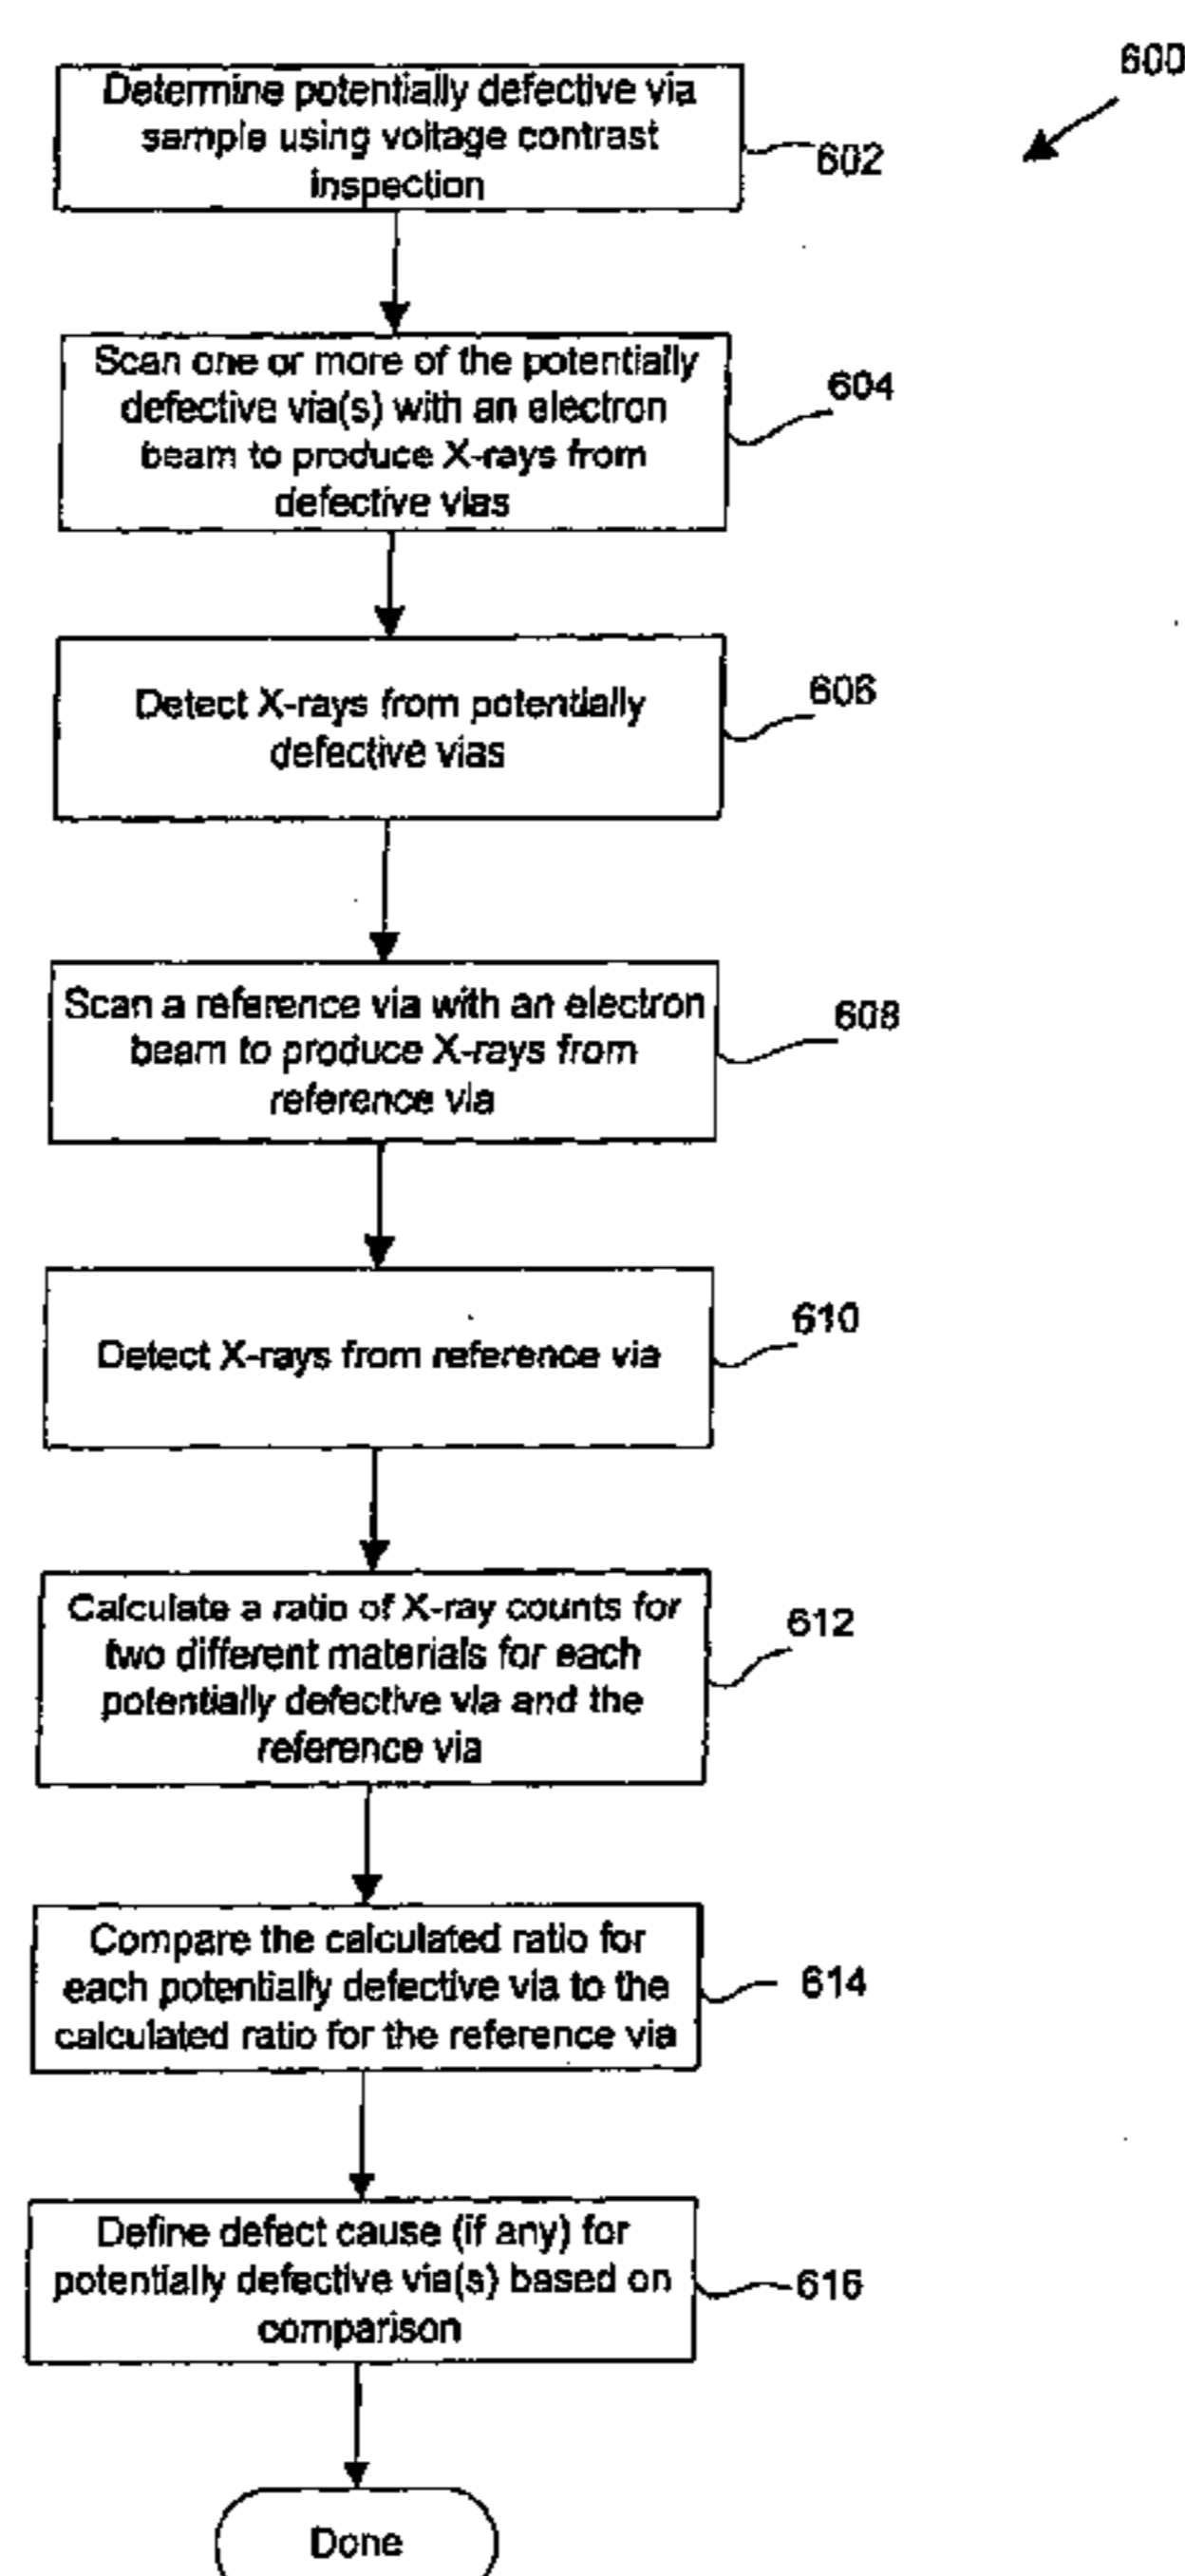 600
Determine potentially defective via
sample using voltage contrast
inspection
602
Scan one or more of the potentially
defective via(s) with an electron
beam to produce X-rays from
defective vias
604
Detect X-rays from potentially
defective vias
606
Scan a reference via with an electron
beam to produce X-rays from
reference via
608
Detect X-rays from reference via
610
Calculate a ratio of X-ray counts for
two different materials for each
potentially defective via and the
reference via
612
Compare the calculated ratio for
each potentially defective via to the
calculated ratio for the reference via
614
Define defect cause (if any) for
potentially defective via(s) based on
comparison
616
Done